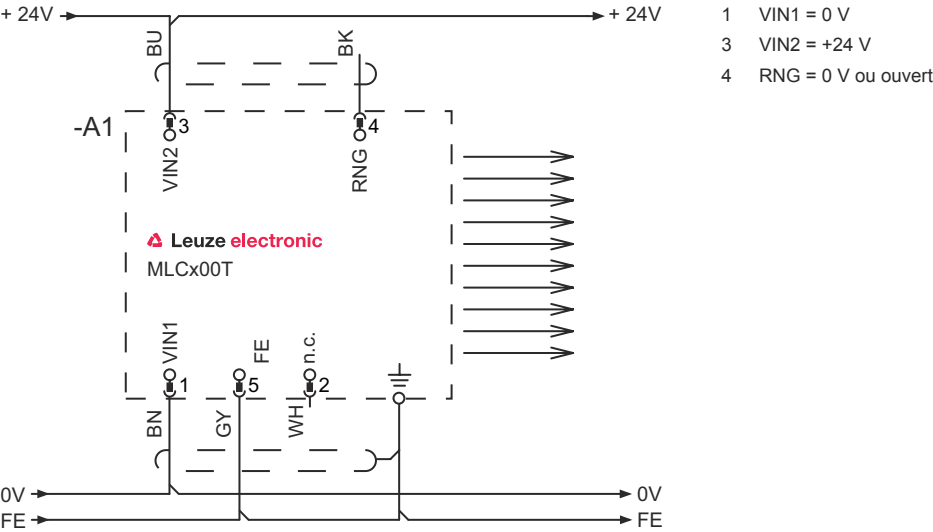 + 24V
+ 24V
1 VIN1 = 0 V
3 VIN2 = +24 V
4 RNG = 0 V ou ouvert
BU
BK
-A1
3
4
VIN2
RNG
Leuze electronic
MLCx00T
VIN1
FE
n.c.
1
5
2
BN
GY
WH
0V
0V
FE
FE